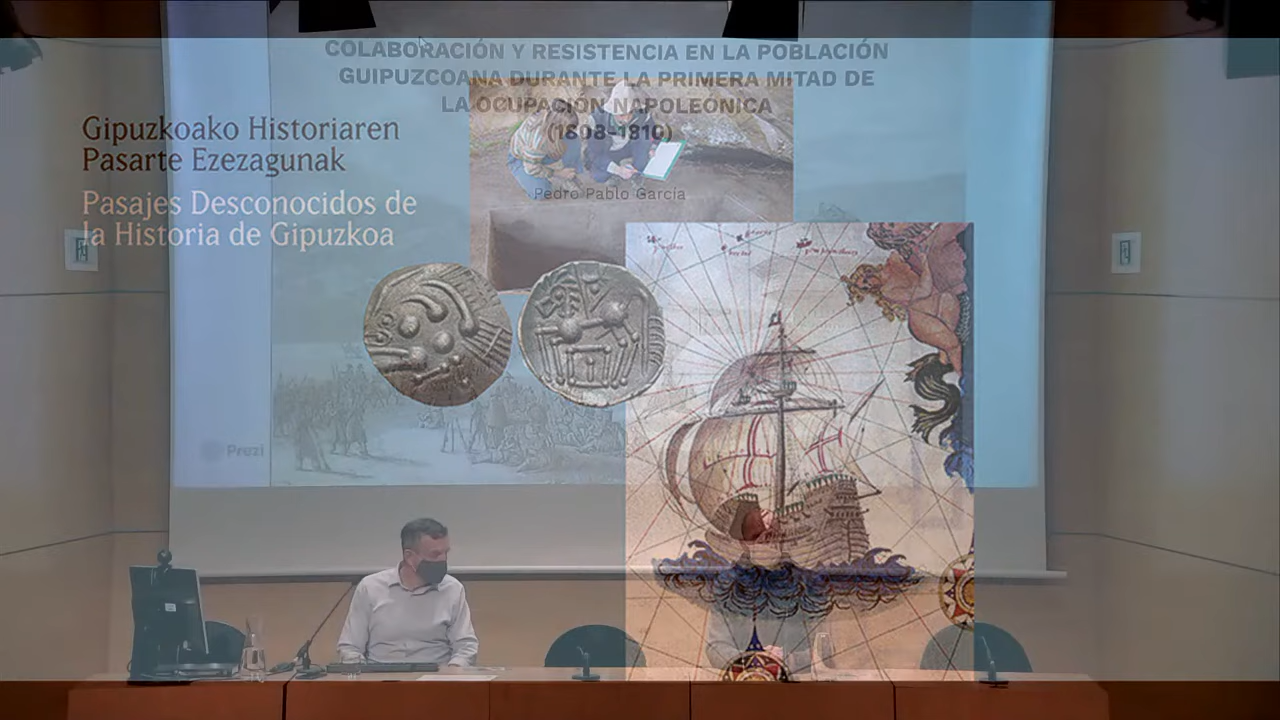 COLABORACIÓN Y RESISTENCIA EN LA POBLACIÓN
GUIPUZCOANA DURANTE LA PRIMERA MITAD DE
LA OCUPACIÓN NAPOLEÓNICA
(1808-1810)
Pedro Pablo García
Gipuzkoako Historiaren
Pasarte Ezezagunak
Pasajes Desconocidos de
la Historia de Gipuzkoa
Prezi